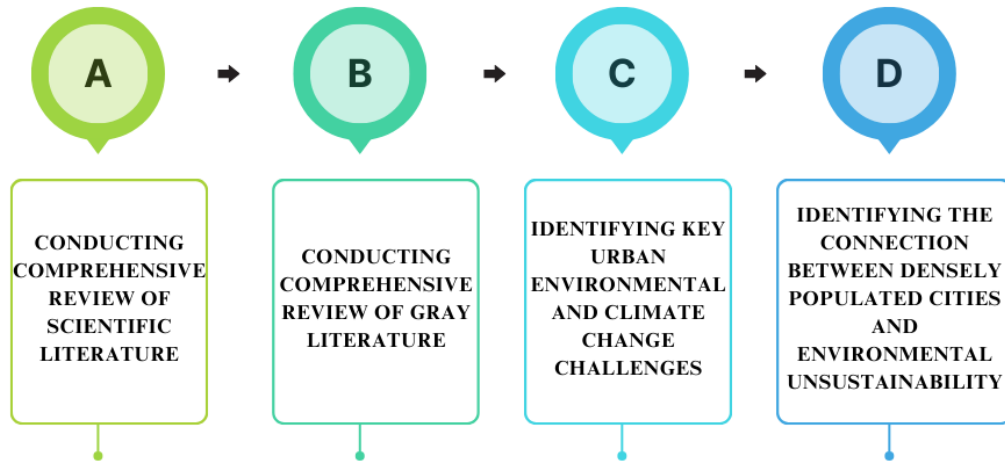 A
B
C
D
CONDUCTING
COMPREHENSIVE
REVIEW OF
SCIENTIFIC
LITERATURE
CONDUCTING
COMPREHENSIVE
REVIEW OF GRAY
LITERATURE
IDENTIFYING KEY
URBAN
ENVIRONMENTAL
AND CLIMATE
CHANGE
CHALLENGES
IDENTIFYING THE
CONNECTION
BETWEEN DENSELY
POPULATED CITIES
AND
ENVIRONMENTAL
UNSUSTAINABILITY